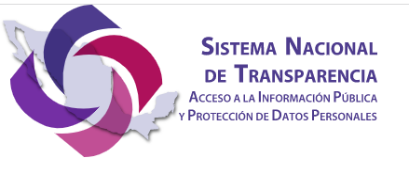 SISTEMA NACIONAL
DE TRANSPARENCIA
ACCESO A LA INFORMACIÓN PÚBLICA
Y PROTECCIÓN DE DATOS PERSONALES